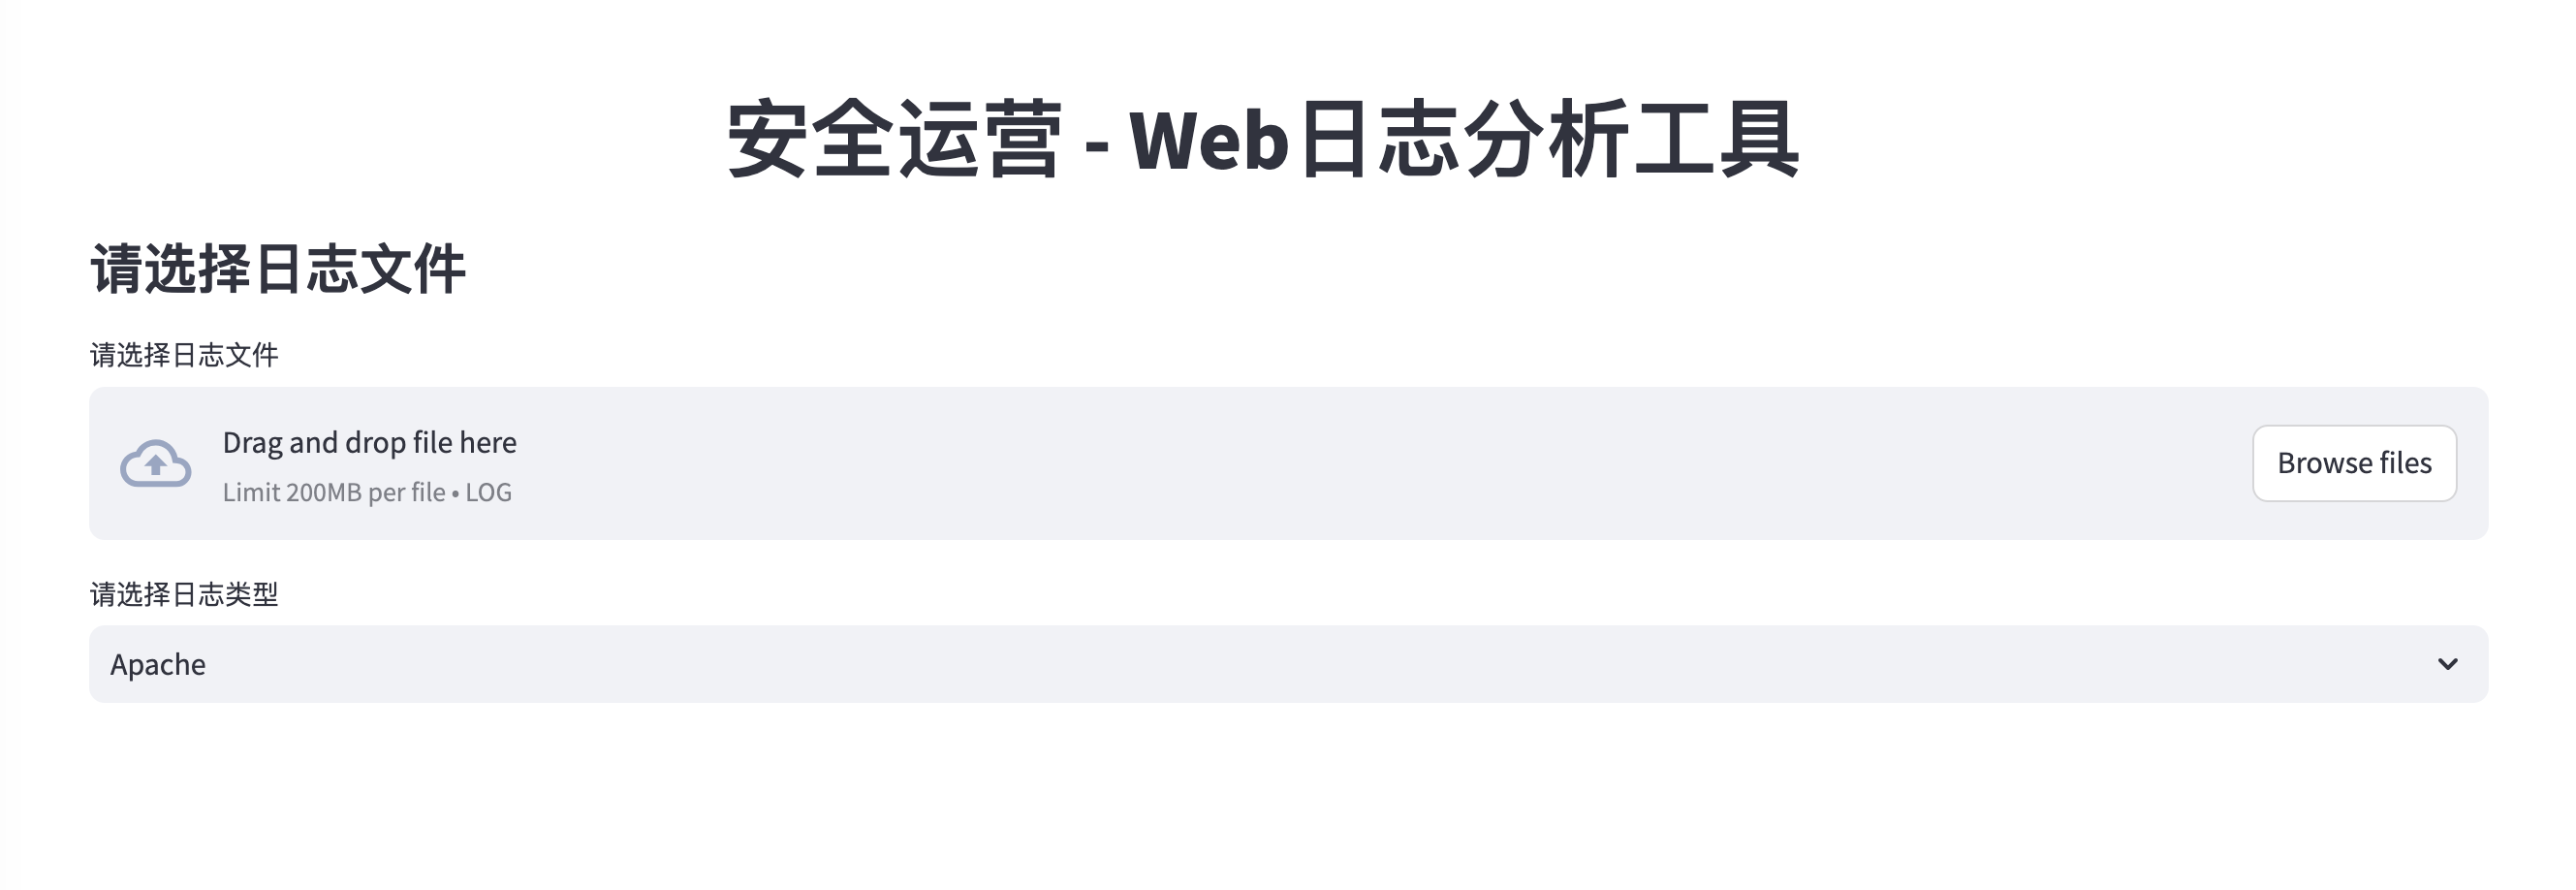 安全运营 - Web日志分析工具
请选择日志文件
请选择日志文件
Drag and drop file here
Limit 200MB per file • LOG
Browse files
请选择日志类型
Apache